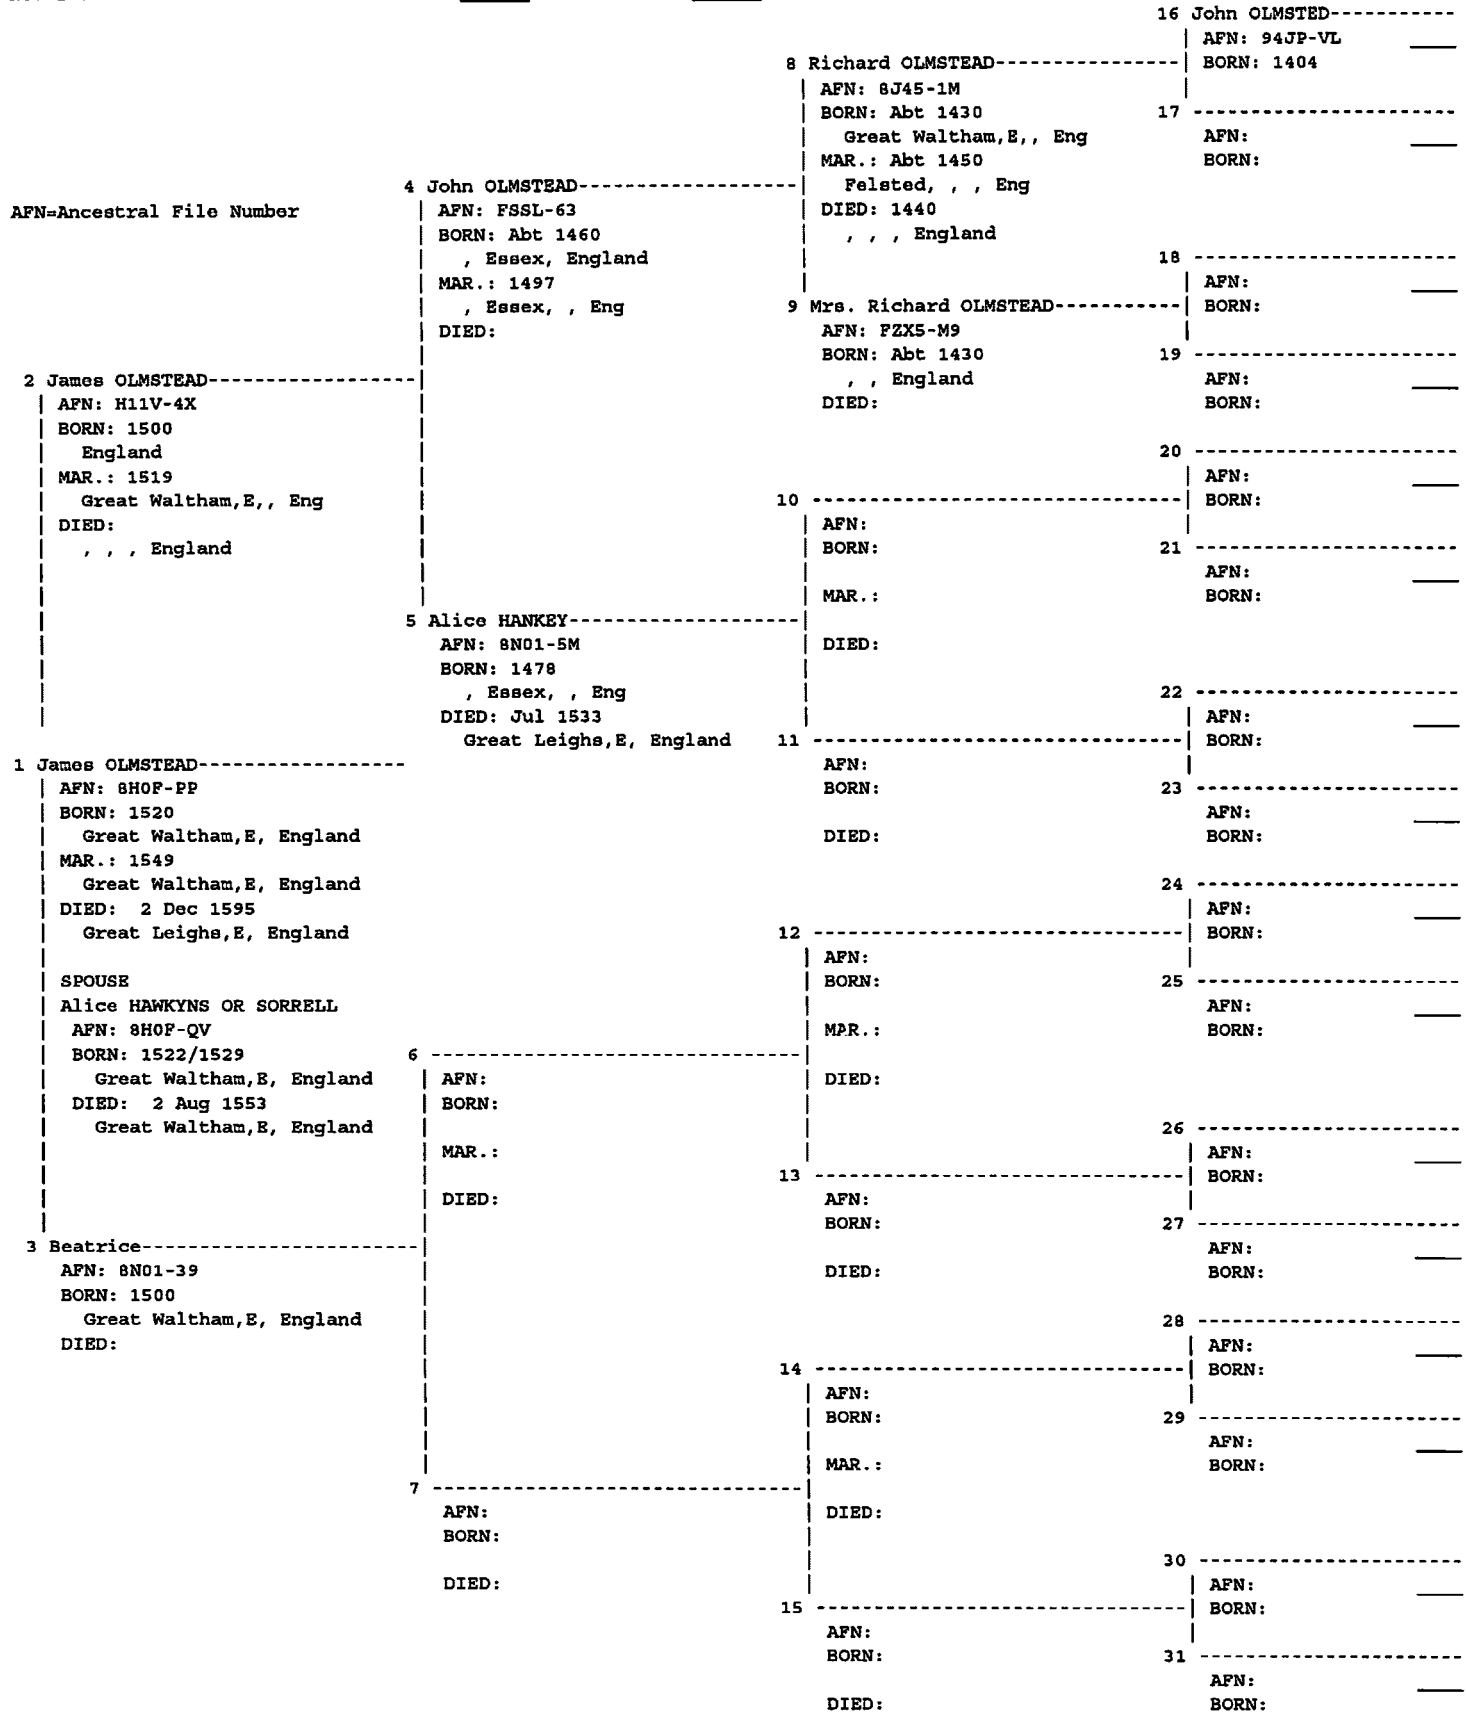 AFN=Ancestral File Number
1 James OLMSTEAD-----------------
AFN: 8H0F-PP
BORN: 1520
Great Waltham,E, England
MAR.: 1549
Great Waltham,E, England
DIED: 2 Dec 1595
Great Leighs,E, England
SPOUSE
Alice HAWKYNS OR SORRELL
AFN: 8H0F-QV
BORN: 1522/1529
Great Waltham,E, England
DIED: 2 Aug 1553
Great Waltham,E, England
2 James OLMSTEAD-----------------
AFN: H11V-4X
BORN: 1500
England
MAR.: 1519
Great Waltham,E,, Eng
DIED:
, , , England
3 Beatrice-----------------------
AFN: 8N01-39
BORN: 1500
Great Waltham,E, England
DIED:
4 John OLMSTEAD------------------
AFN: FSSL-63
BORN: Abt 1460
, Essex, England
MAR.: 1497
, Essex, , Eng
DIED:
5 Alice HANKEY-------------------
AFN: 8N01-5M
BORN: 1478
, Essex, , Eng
DIED: Jul 1533
Great Leighs,E, England
6 -------------------------------
AFN:
BORN:
MAR.:
DIED:
7 -------------------------------
AFN:
BORN:
DIED:
8 Richard OLMSTEAD---------------
AFN: 8J45-1M
BORN: Abt 1430
Great Waltham,E,, Eng
MAR.: Abt 1450
Felsted, , , Eng
DIED: 1440
, , , England
9 Mrs. Richard OLMSTEAD----------
AFN: FZX5-M9
BORN: Abt 1430
, , England
DIED:
10 -------------------------------
AFN:
BORN:
MAR.:
DIED:
11 -------------------------------
AFN:
BORN:
DIED:
12 -------------------------------
AFN:
BORN:
MAR.:
DIED:
13 -------------------------------
AFN:
BORN:
DIED:
14 -------------------------------
AFN:
BORN:
MAR.:
DIED:
15 -------------------------------
AFN:
BORN:
DIED:
16 John OLMSTED-----------
AFN: 94JP-VL
BORN: 1404
17 ----------------------
AFN:
BORN:
18 ----------------------
AFN:
BORN:
19 ----------------------
AFN:
BORN:
20 ----------------------
AFN:
BORN:
21 ----------------------
AFN:
BORN:
22 ----------------------
AFN:
BORN:
23 ----------------------
AFN:
BORN:
24 ----------------------
AFN:
BORN:
25 ----------------------
AFN:
BORN:
26 ----------------------
AFN:
BORN:
27 ----------------------
AFN:
BORN:
28 ----------------------
AFN:
BORN:
29 ----------------------
AFN:
BORN:
30 ----------------------
AFN:
BORN:
31 ----------------------
AFN:
BORN: